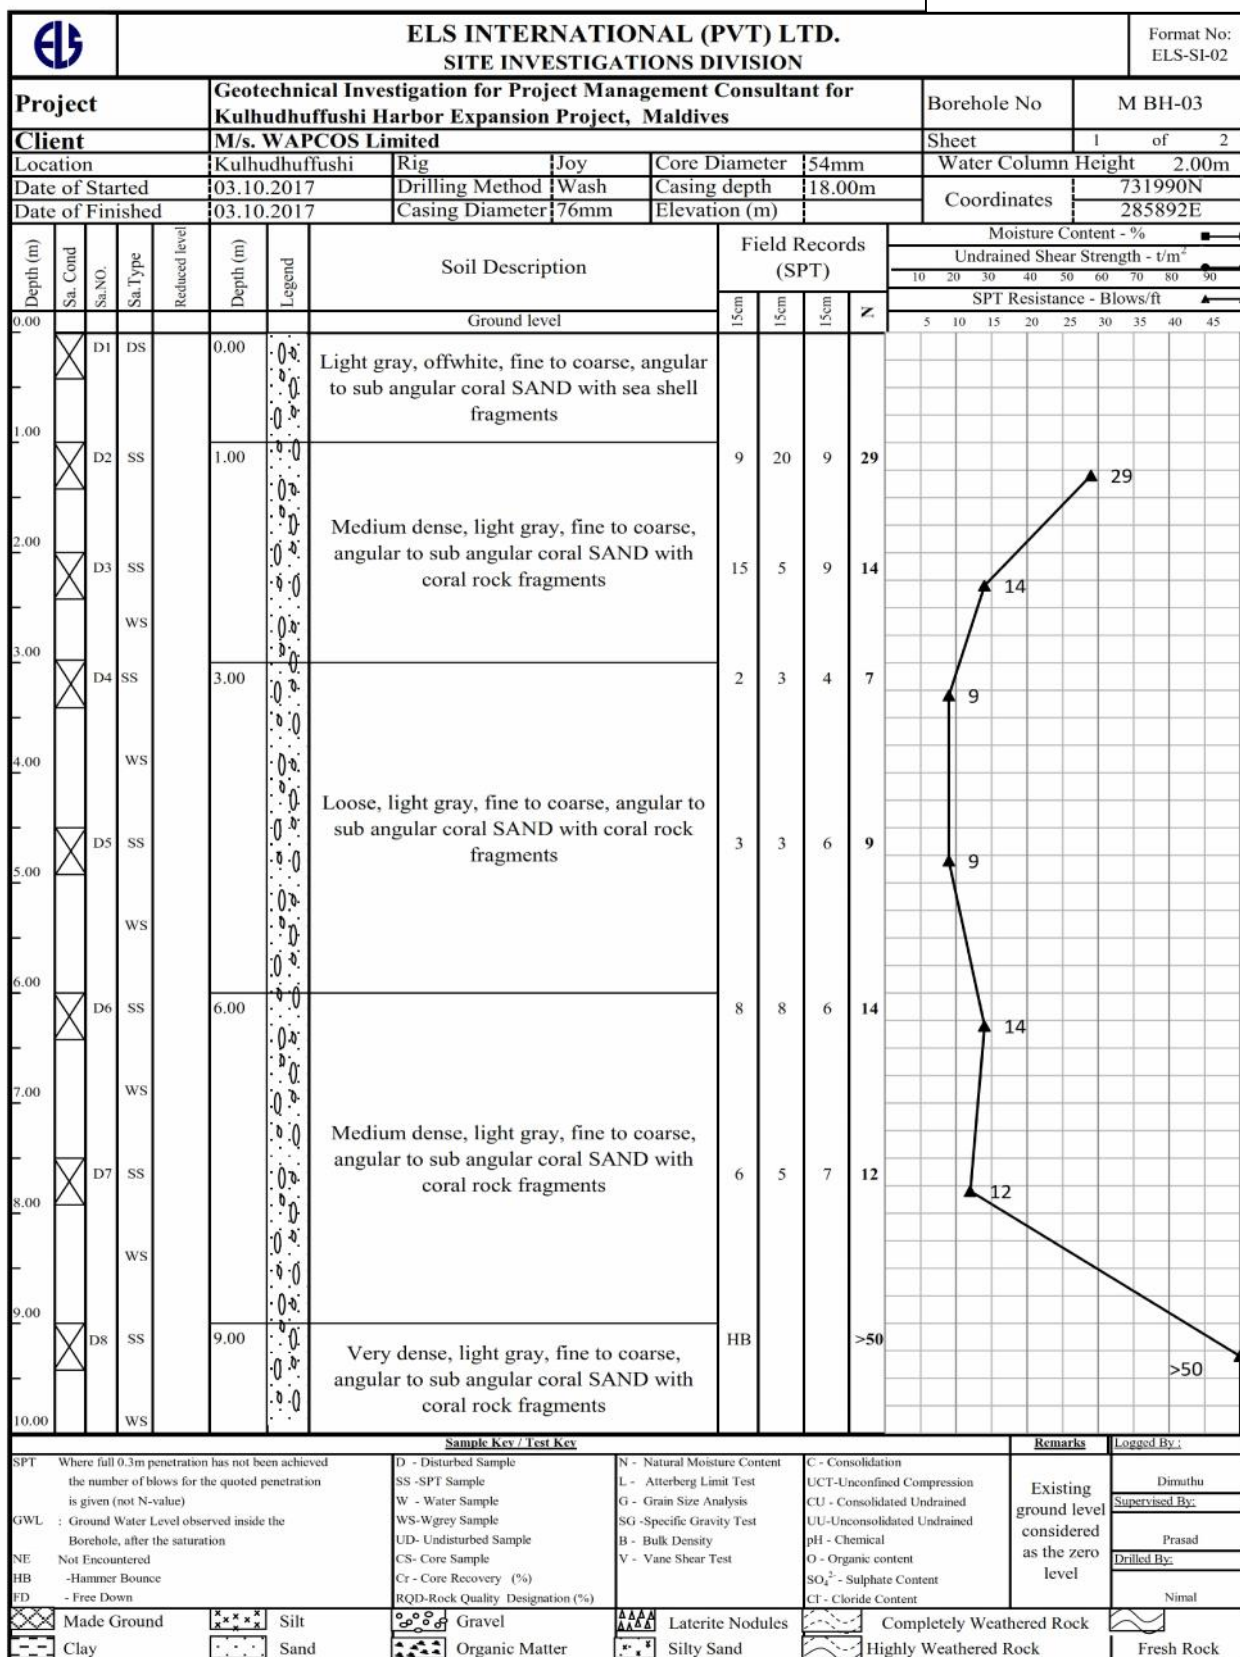 ELS
ELS INTERNATIONAL (PVT) LTD.
SITE INVESTIGATIONS DIVISION
Format No:
ELS-SI-02
Project
Geotechnical Investigation for Project Management Consultant for
Kulhudhuffushi Harbor Expansion Project, Maldives
Borehole No M BH-03
Client M/s. WAPCOS Limited Sheet 1 of 2
Location Kulhudhuffushi Rig Joy Core Diameter 54mm Water Column Height 2.00m
Date of Started 03.10.2017 Drilling Method Wash Casing depth 18.00m Coordinates 731990N
Date of Finished 03.10.2017 Casing Diameter 76mm Elevation (m) 285892E
Depth (m) Sa. Cond Sa.NO. Sa.Type Reduced level Depth (m) Legend Soil Description
Field Records
(SPT)
15cm 15cm 15cm N
Moisture Content - %
Undrained Shear Strength - t/m²
10 20 30 40 50 60 70 80 90
SPT Resistance - Blows/ft
5 10 15 20 25 30 35 40 45
0.00 Ground level
D1 DS 0.00
Light gray, offwhite, fine to coarse, angular
to sub angular coral SAND with sea shell
fragments
1.00
D2 SS 1.00 9 20 9 29
29
Medium dense, light gray, fine to coarse,
angular to sub angular coral SAND with
coral rock fragments
2.00
D3 SS 15 5 9 14
14
WS
3.00
D4 SS 3.00 2 3 4 7
9
WS
4.00
Loose, light gray, fine to coarse, angular to
sub angular coral SAND with coral rock
fragments
D5 SS 3 3 6 9
9
5.00
WS
6.00
D6 SS 6.00 8 8 6 14
14
WS
7.00
Medium dense, light gray, fine to coarse,
angular to sub angular coral SAND with
coral rock fragments
D7 SS 6 5 7 12
12
8.00
WS
9.00
D8 SS 9.00 HB >50
>50
Very dense, light gray, fine to coarse,
angular to sub angular coral SAND with
coral rock fragments
10.00 WS
Sample Key / Test Key
SPT Where full 0.3m penetration has not been achieved
the number of blows for the quoted penetration
is given (not N-value)
GWL : Ground Water Level observed inside the
Borehole, after the saturation
NE Not Encountered
HB -Hammer Bounce
FD - Free Down
D - Disturbed Sample
SS -SPT Sample
W - Water Sample
WS-Wgrey Sample
UD- Undisturbed Sample
CS- Core Sample
Cr - Core Recovery (%)
RQD-Rock Quality Designation (%)
N - Natural Moisture Content
L - Atterberg Limit Test
G - Grain Size Analysis
SG -Specific Gravity Test
B - Bulk Density
V - Vane Shear Test
C - Consolidation
UCT-Unconfined Compression
CU - Consolidated Undrained
UU-Unconsolidated Undrained
pH - Chemical
O - Organic content
SO₄²⁻ - Sulphate Content
Cl⁻ - Cloride Content
Remarks
Existing
ground level
considered
as the zero
level
Logged By :
Dimuthu
Supervised By:
Prasad
Drilled By:
Nimal
Made Ground Silt Gravel Laterite Nodules Completely Weathered Rock
Clay Sand Organic Matter Silty Sand Highly Weathered Rock Fresh Rock